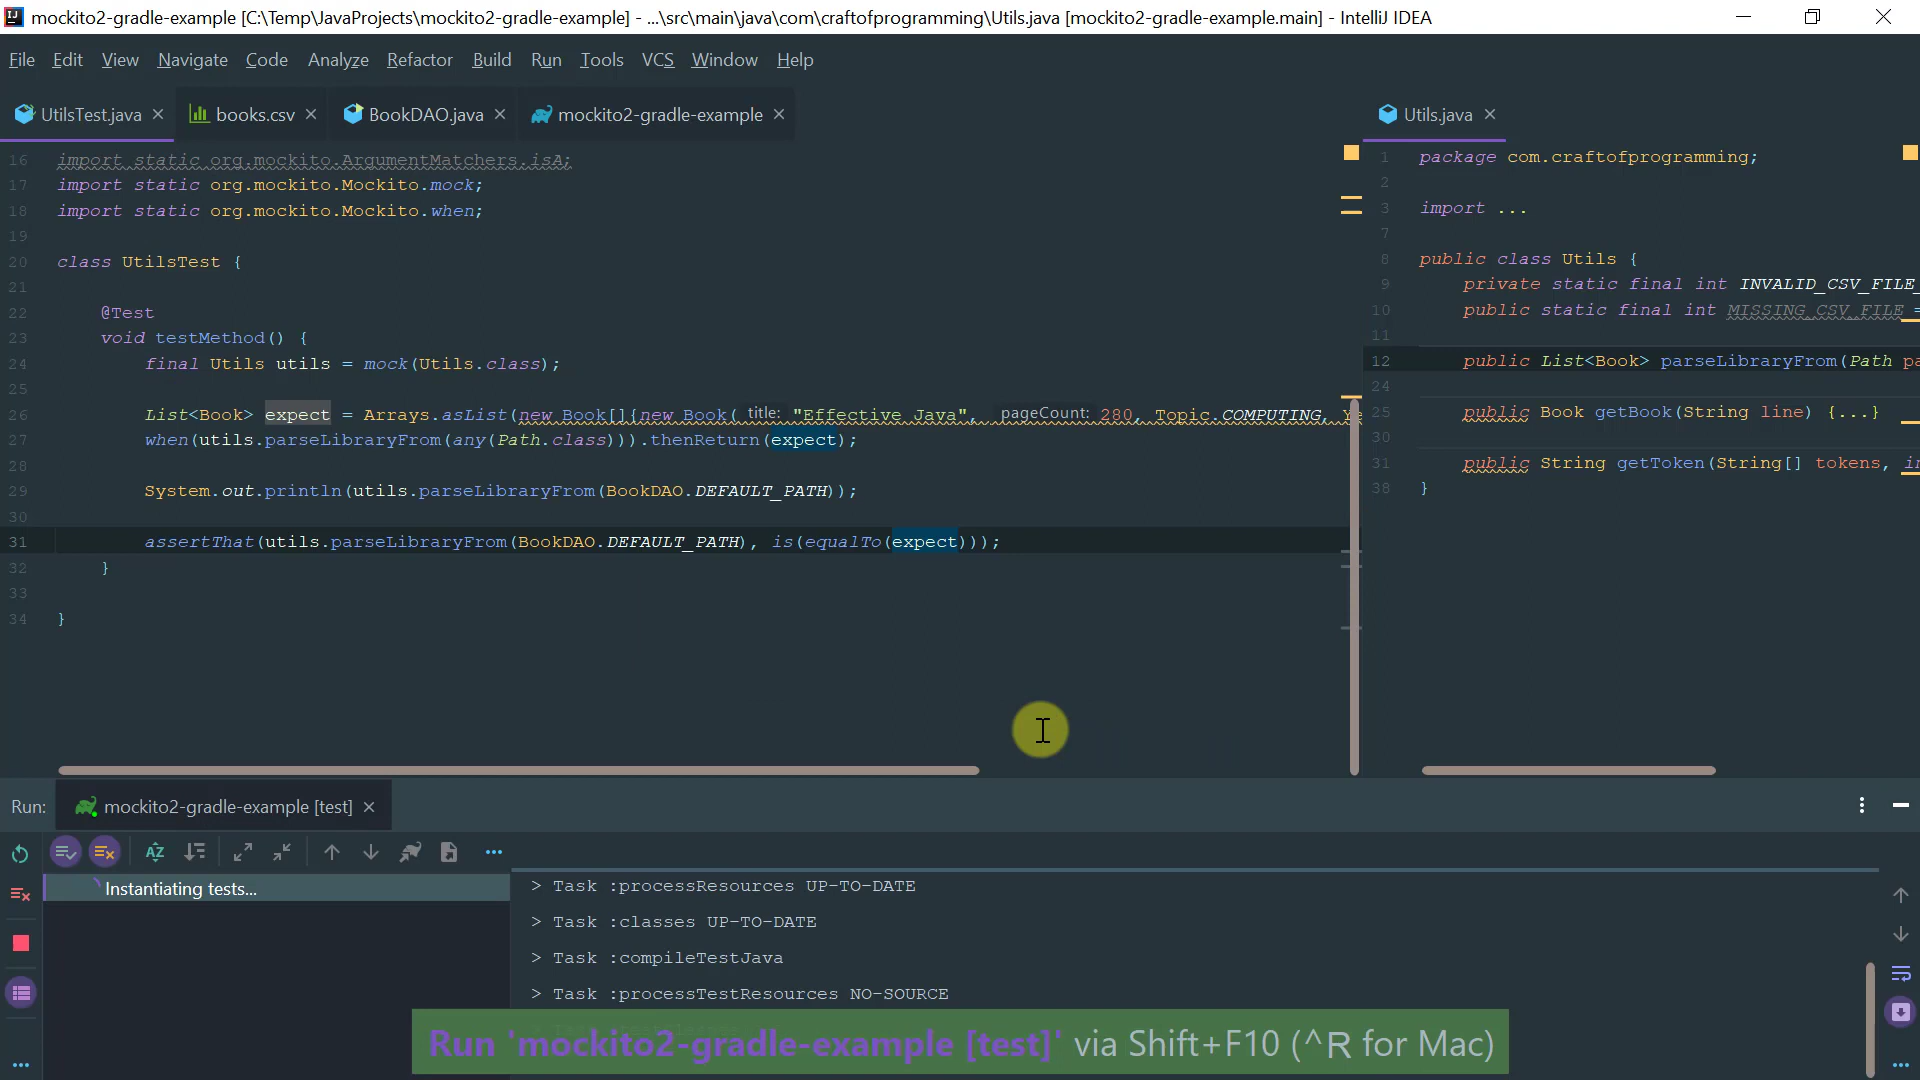 mockito2-gradle-example [C:\Temp\JavaProjects\mockito2-gradle-example] - ...\src\main\java\com\craftofprogramming\Utils.java [mockito2-gradle-example.main] - IntelliJ IDEA
File Edit View Navigate Code Analyze Refactor Build Run Tools VCS Window Help
UtilsTest.java books.csv BookDAO.java mockito2-gradle-example
16 import static org.mockito.ArgumentMatchers.isA;
17 import static org.mockito.Mockito.mock;
18 import static org.mockito.Mockito.when;
19
20 class UtilsTest {
21
22 @Test
23 void testMethod() {
24 final Utils utils = mock(Utils.class);
25
26 List<Book> expect = Arrays.asList(new Book[]{new Book( title: "Effective Java", pageCount: 280, Topic.COMPUTING, Ye
27 when(utils.parseLibraryFrom(any(Path.class))).thenReturn(expect);
28
29 System.out.println(utils.parseLibraryFrom(BookDAO.DEFAULT_PATH));
30
31 assertThat(utils.parseLibraryFrom(BookDAO.DEFAULT_PATH), is(equalTo(expect)));
32 }
33
34 }
Utils.java
1 package com.craftofprogramming;
2
3 import ...
7
8 public class Utils {
9 private static final int INVALID_CSV_FILE_
10 public static final int MISSING_CSV_FILE =
11
12 public List<Book> parseLibraryFrom(Path pa
24
25 public Book getBook(String line) {...}
30
31 public String getToken(String[] tokens, in
38 }
Run: mockito2-gradle-example [test]
Instantiating tests...
> Task :processResources UP-TO-DATE
> Task :classes UP-TO-DATE
> Task :compileTestJava
> Task :processTestResources NO-SOURCE
Run 'mockito2-gradle-example [test]' via Shift+F10 (^R for Mac)